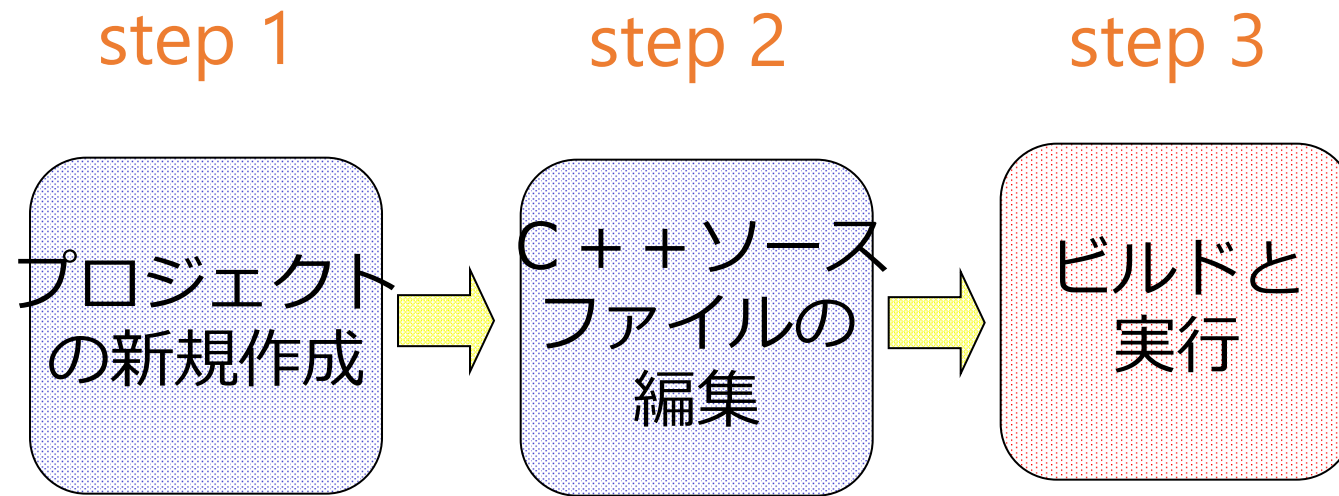 step 1
step 2
step 3
プロジェクト
の新規作成
C++ソース
ファイルの
編集
ビルドと
実行